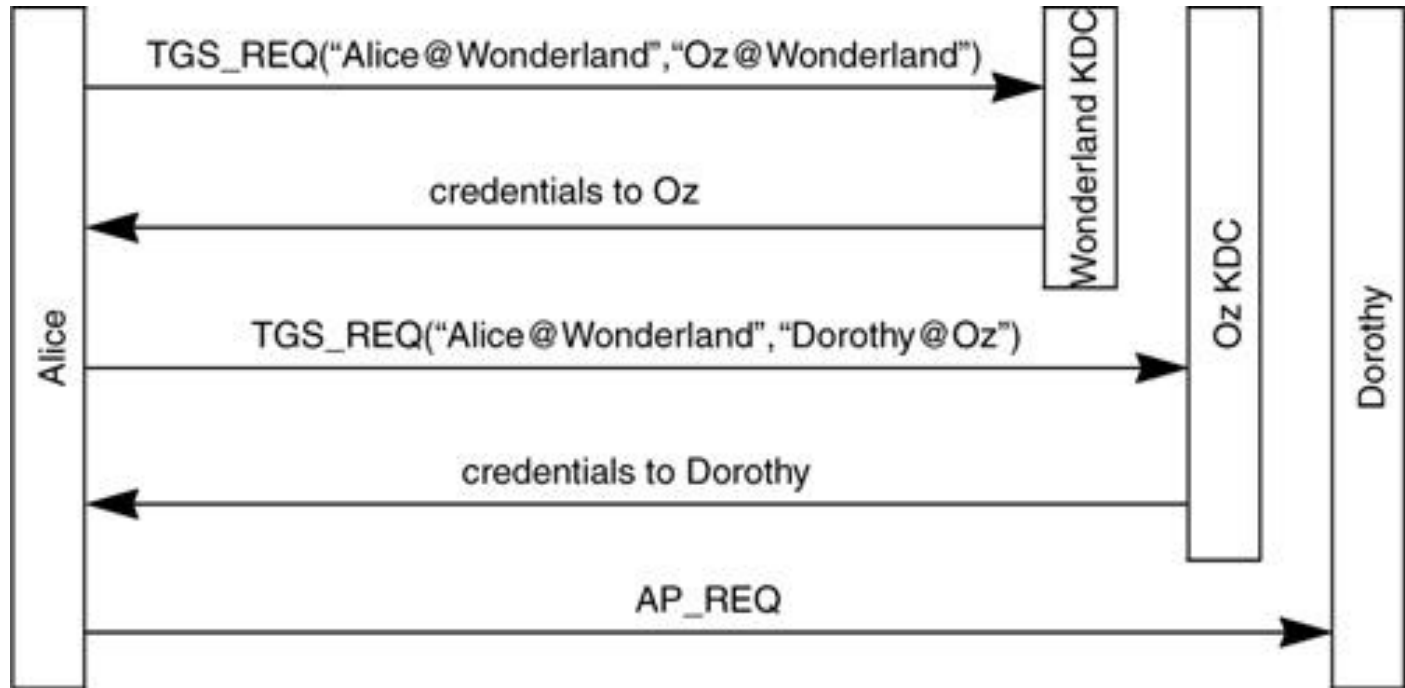 TGS_REQ(“Alice@Wonderland”,“Oz@Wonderland”)
Wonderland KDC
credentials to Oz
Oz KDC
Alice
TGS_REQ(“Alice@Wonderland”,“Dorothy@Oz”)
Dorothy
credentials to Dorothy
AP_REQ